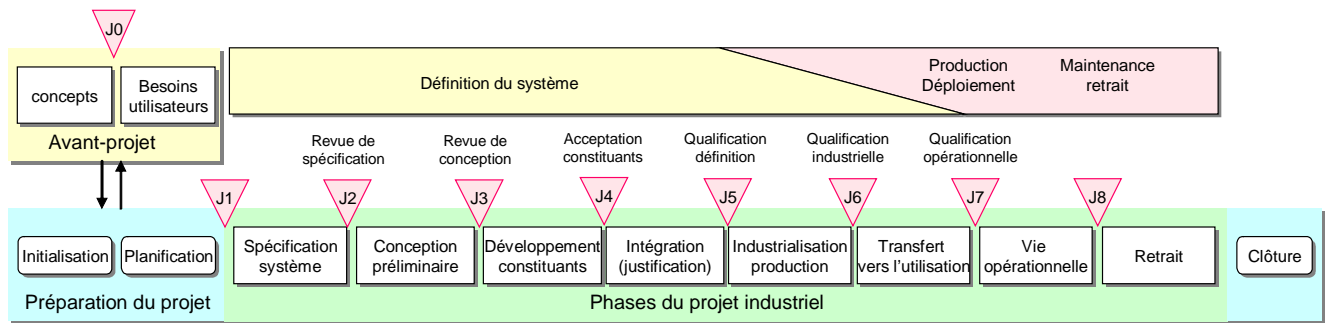 J0
concepts
Besoins
utilisateurs
Avant-projet
Définition du système
Production
Déploiement
Maintenance
retrait
Revue de
spécification
Revue de
conception
Acceptation
constituants
Qualification
définition
Qualification
industrielle
Qualification
opérationnelle
J1
J2
J3
J4
J5
J6
J7
J8
Initialisation
Planification
Préparation du projet
Spécification
système
Conception
préliminaire
Développement
constituants
Intégration
(justification)
Industrialisation
production
Transfert
vers l'utilisation
Vie
opérationnelle
Retrait
Phases du projet industriel
Clôture